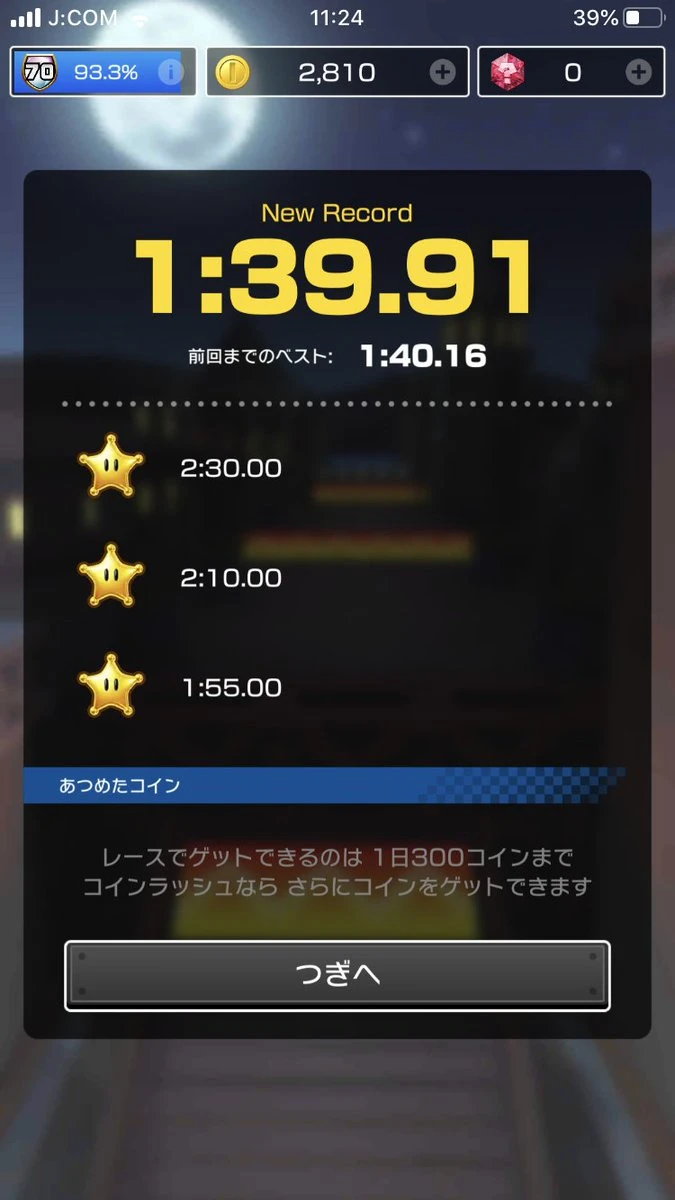 J:COM 11:24 39%
70 93.3% i 2,810 + ? 0 +
New Record
1:39.91
前回までのベスト: 1:40.16
2:30.00
2:10.00
1:55.00
あつめたコイン
レースでゲットできるのは 1日300コインまで
コインラッシュなら さらにコインをゲットできます
つぎへ